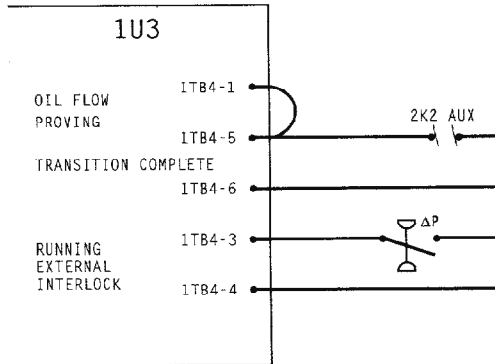 1U3
1TB4-1
OIL FLOW
PROVING
2K2 AUX
1TB4-5
TRANSITION COMPLETE
1TB4-6
1TB4-3
ΔP
RUNNING
EXTERNAL
INTERLOCK
1TB4-4